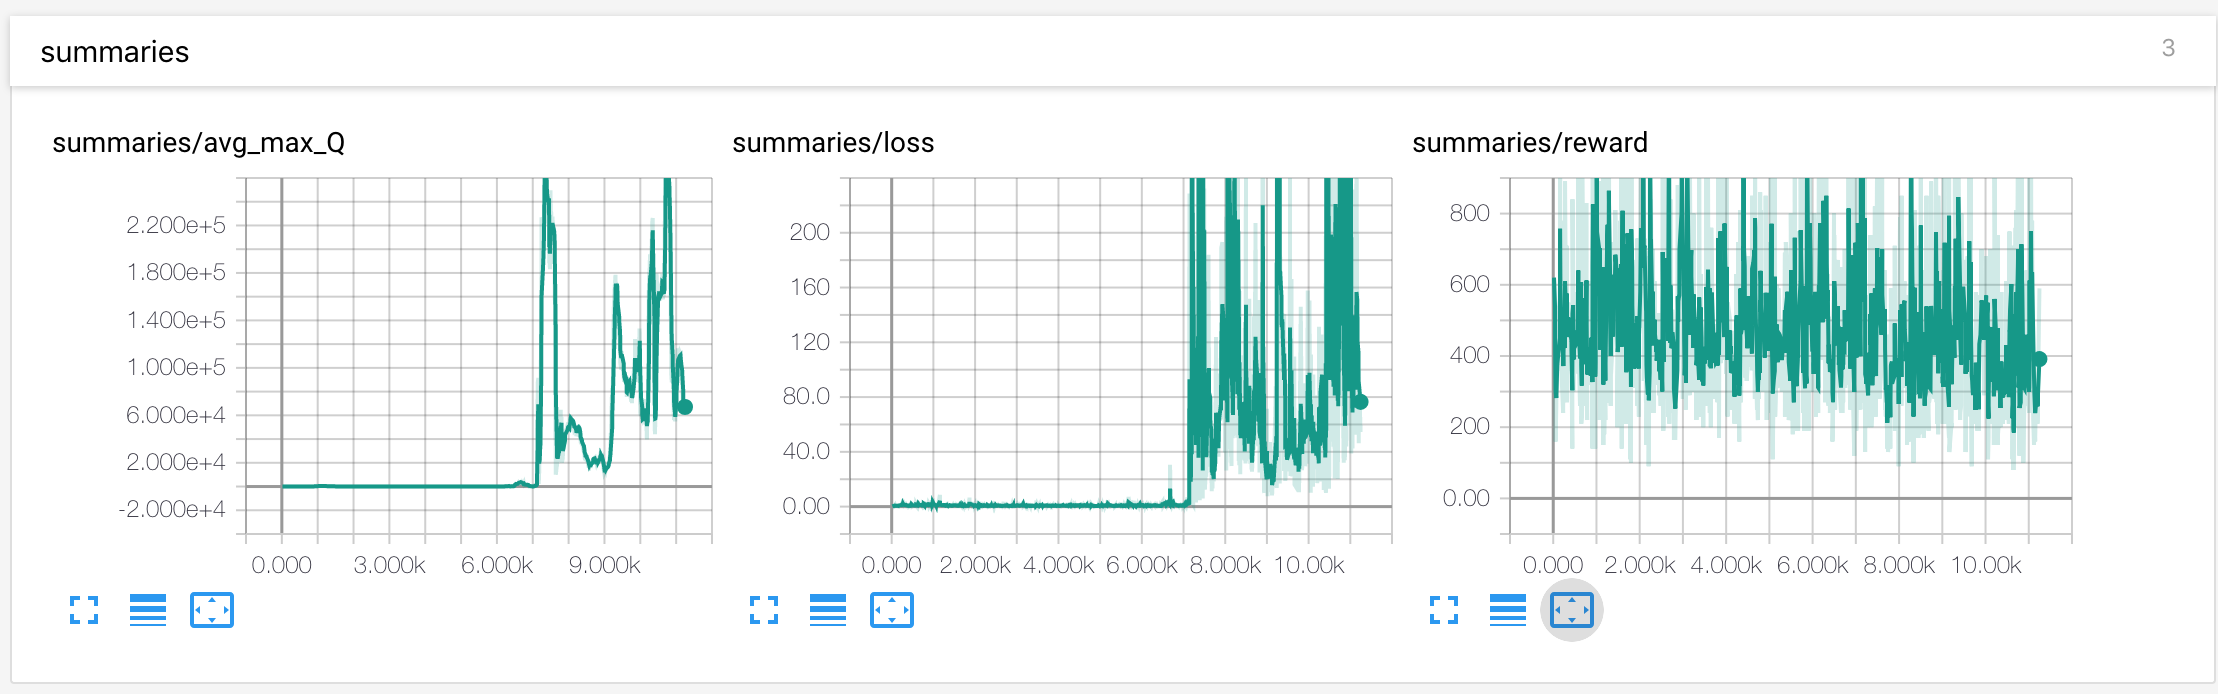 summaries
3
summaries/avg_max_Q
2.200e+5
1.800e+5
1.400e+5
1.000e+5
6.000e+4
2.000e+4
-2.000e+4
0.000 3.000k 6.000k 9.000k
summaries/loss
200
160
120
80.0
40.0
0.00
0.000 2.000k 4.000k 6.000k 8.000k 10.00k
summaries/reward
800
600
400
200
0.00
0.000 2.000k 4.000k 6.000k 8.000k 10.00k